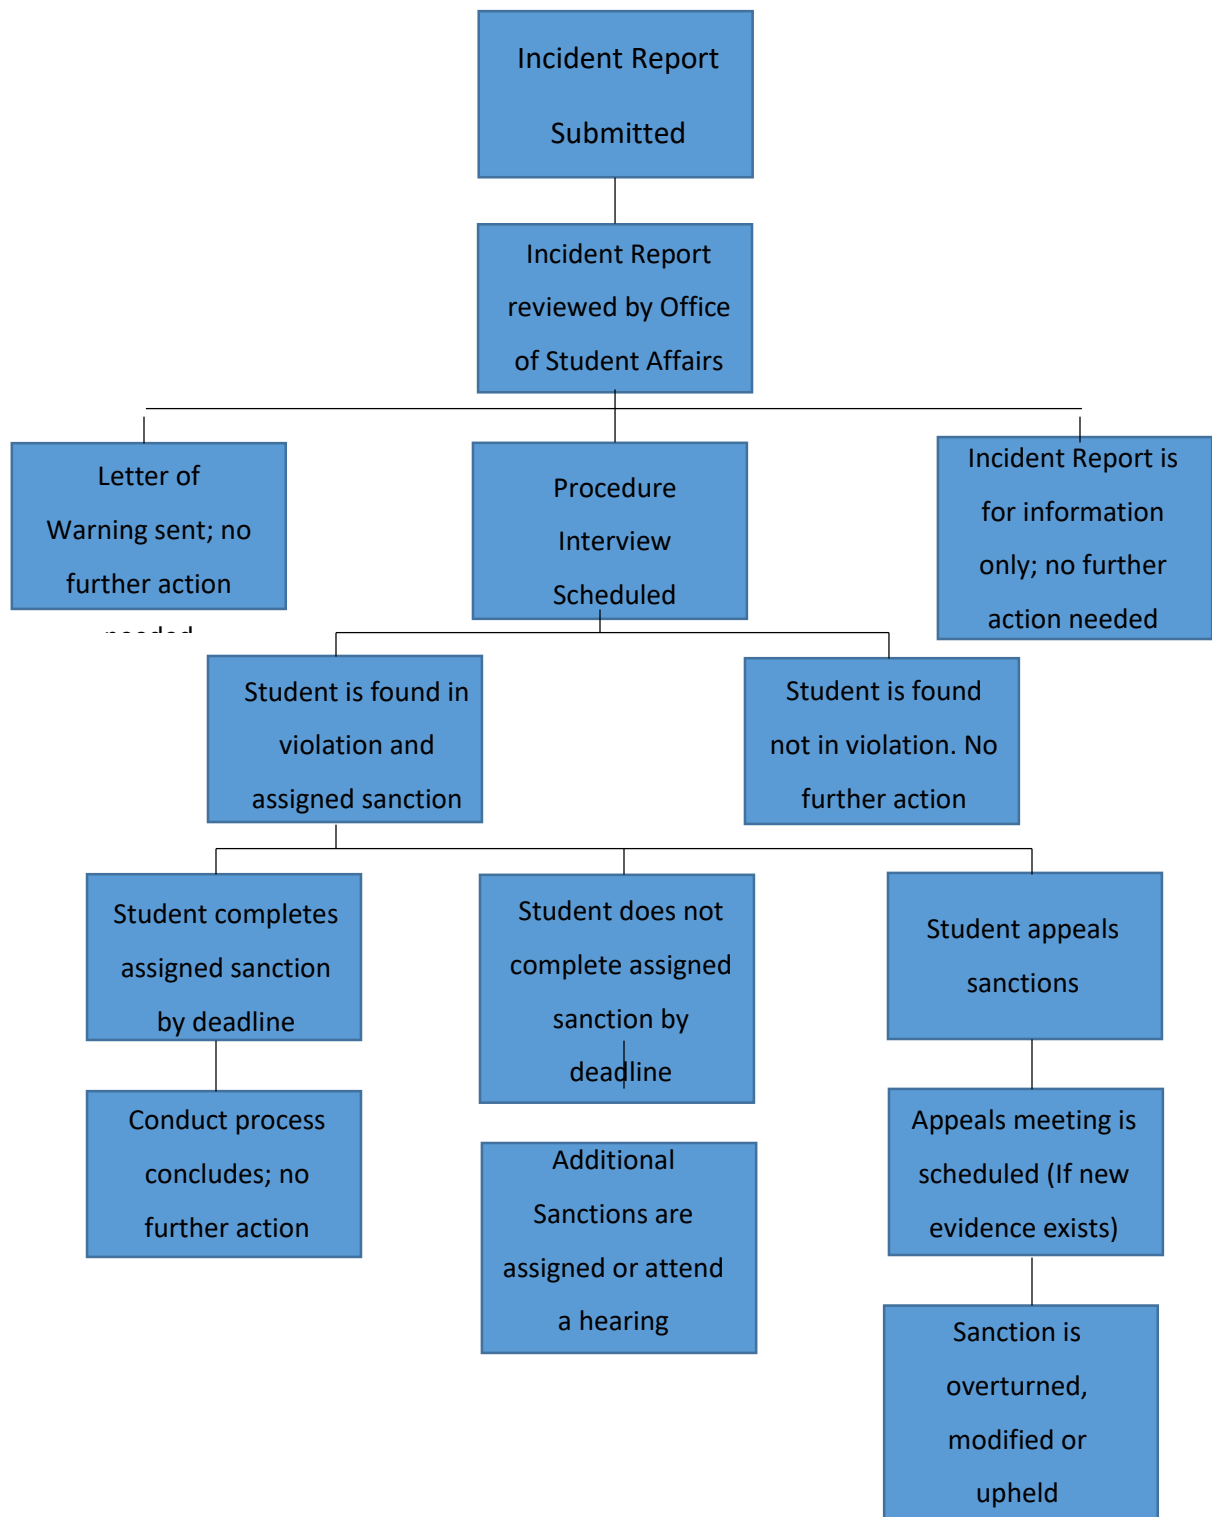 Incident Report
Submitted
Incident Report
reviewed by Office
of Student Affairs
Letter of
Warning sent; no
further action
needed
Procedure
Interview
Scheduled
Incident Report is
for information
only; no further
action needed
Student is found in
violation and
assigned sanction
Student is found
not in violation. No
further action
Student completes
assigned sanction
by deadline
Student does not
complete assigned
sanction by
deadline
Student appeals
sanctions
Conduct process
concludes; no
further action
Additional
Sanctions are
assigned or attend
a hearing
Appeals meeting is
scheduled (If new
evidence exists)
Sanction is
overturned,
modified or
upheld